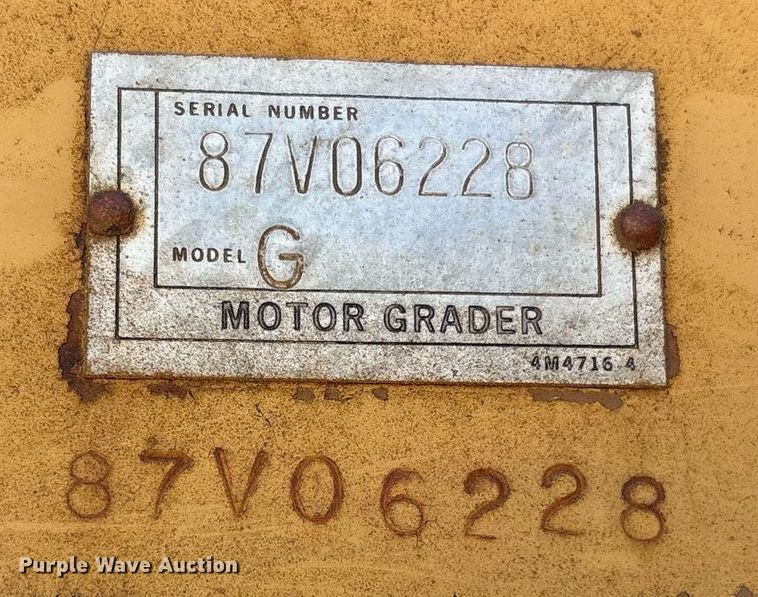 SERIAL NUMBER
87V06228
MODEL G
MOTOR GRADER
4M4716 4
87V06228
Purple Wave Auction